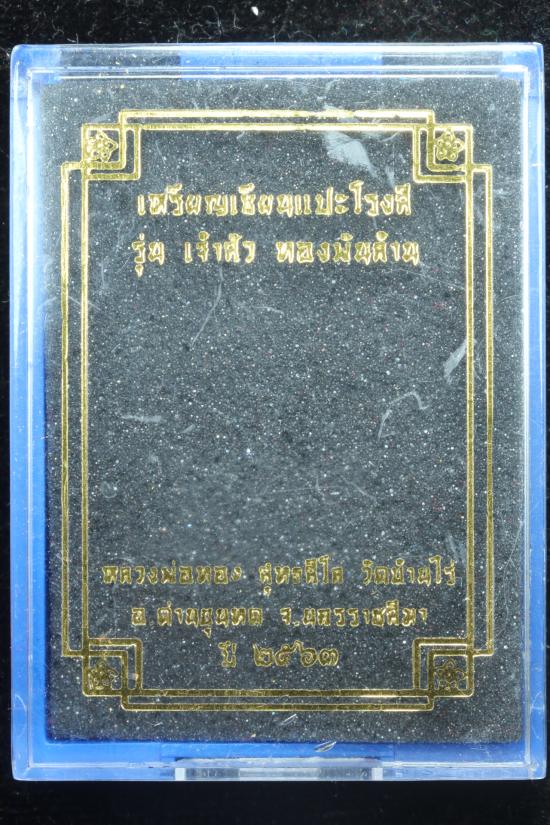 เหรียญเซียนแปะโรงสี
รุ่น เจ้าสัว ทองพันล้าน
หลวงพ่อทอง สุทธสีโล วัดบ้านไร่
อ.ด่านขุนทด จ.นครราชสีมา
ปี ๒๕๖๓